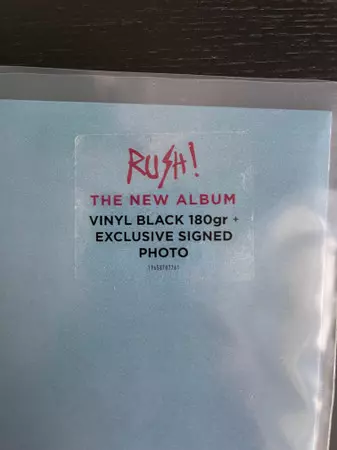 RUSH!
THE NEW ALBUM
VINYL BLACK 180gr +
EXCLUSIVE SIGNED
PHOTO